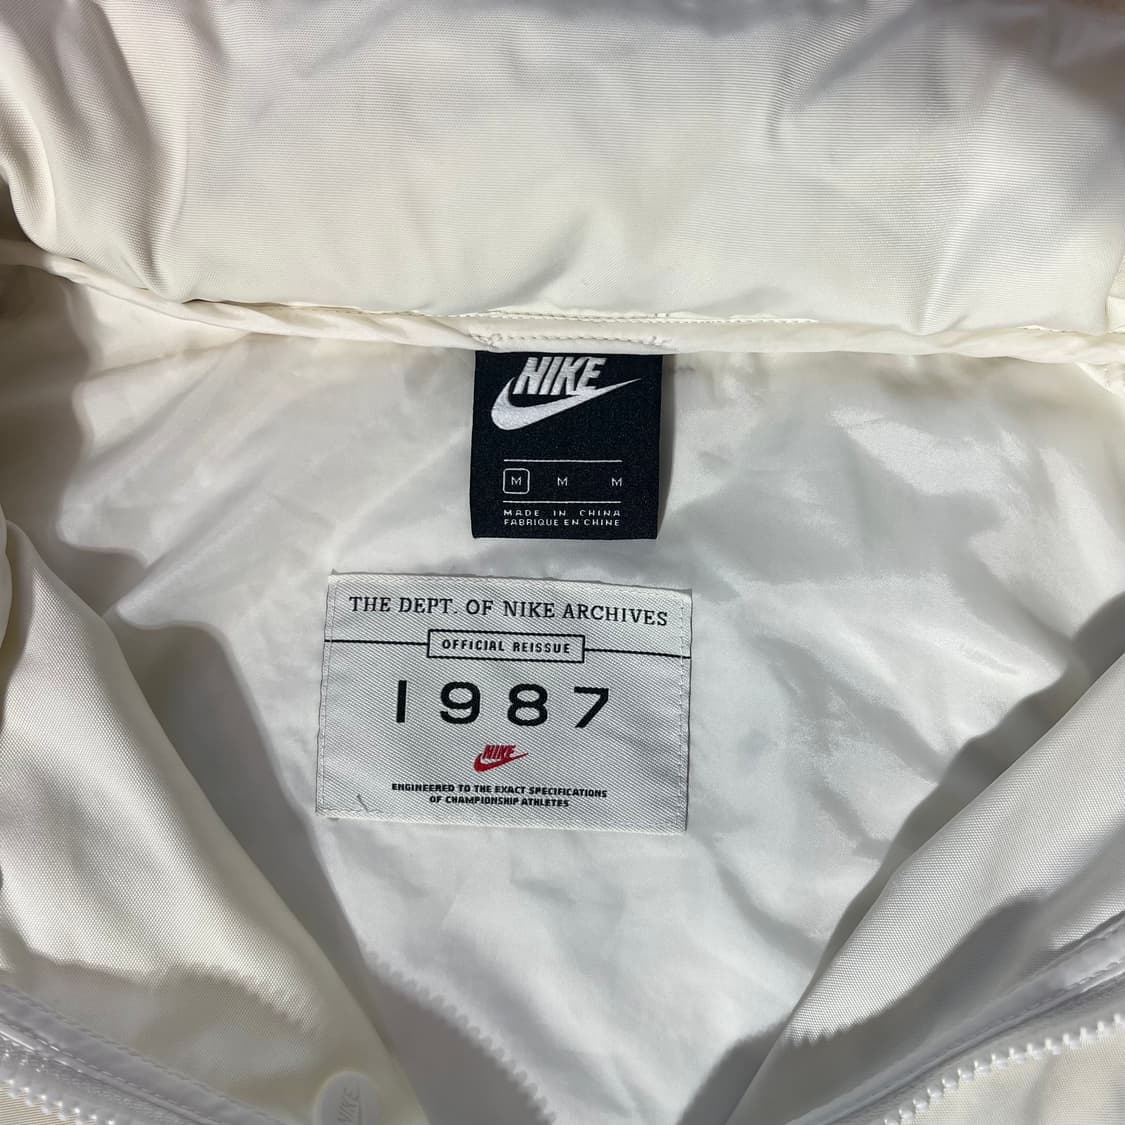 NIKE
M M M
MADE IN CHINA
FABRIQUE EN CHINE
THE DEPT. OF NIKE ARCHIVES
OFFICIAL REISSUE
1987
NIKE
ENGINEERED TO THE EXACT SPECIFICATIONS
OF CHAMPIONSHIP ATHLETES
NIKE